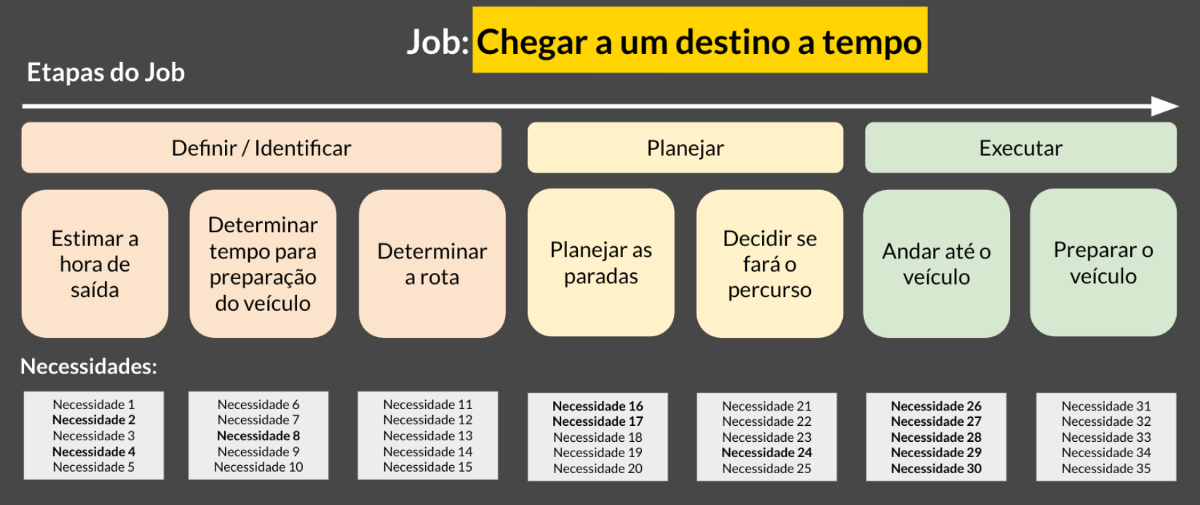 Job: Chegar a um destino a tempo
Etapas do Job
Definir / Identificar
Planejar
Executar
Estimar a
hora de
saída
Determinar
tempo para
preparação
do veículo
Determinar
a rota
Planejar as
paradas
Decidir se
fará o
percurso
Andar até o
veículo
Preparar o
veículo
Necessidades:
Necessidade 1
Necessidade 2
Necessidade 3
Necessidade 4
Necessidade 5
Necessidade 6
Necessidade 7
Necessidade 8
Necessidade 9
Necessidade 10
Necessidade 11
Necessidade 12
Necessidade 13
Necessidade 14
Necessidade 15
Necessidade 16
Necessidade 17
Necessidade 18
Necessidade 19
Necessidade 20
Necessidade 21
Necessidade 22
Necessidade 23
Necessidade 24
Necessidade 25
Necessidade 26
Necessidade 27
Necessidade 28
Necessidade 29
Necessidade 30
Necessidade 31
Necessidade 32
Necessidade 33
Necessidade 34
Necessidade 35